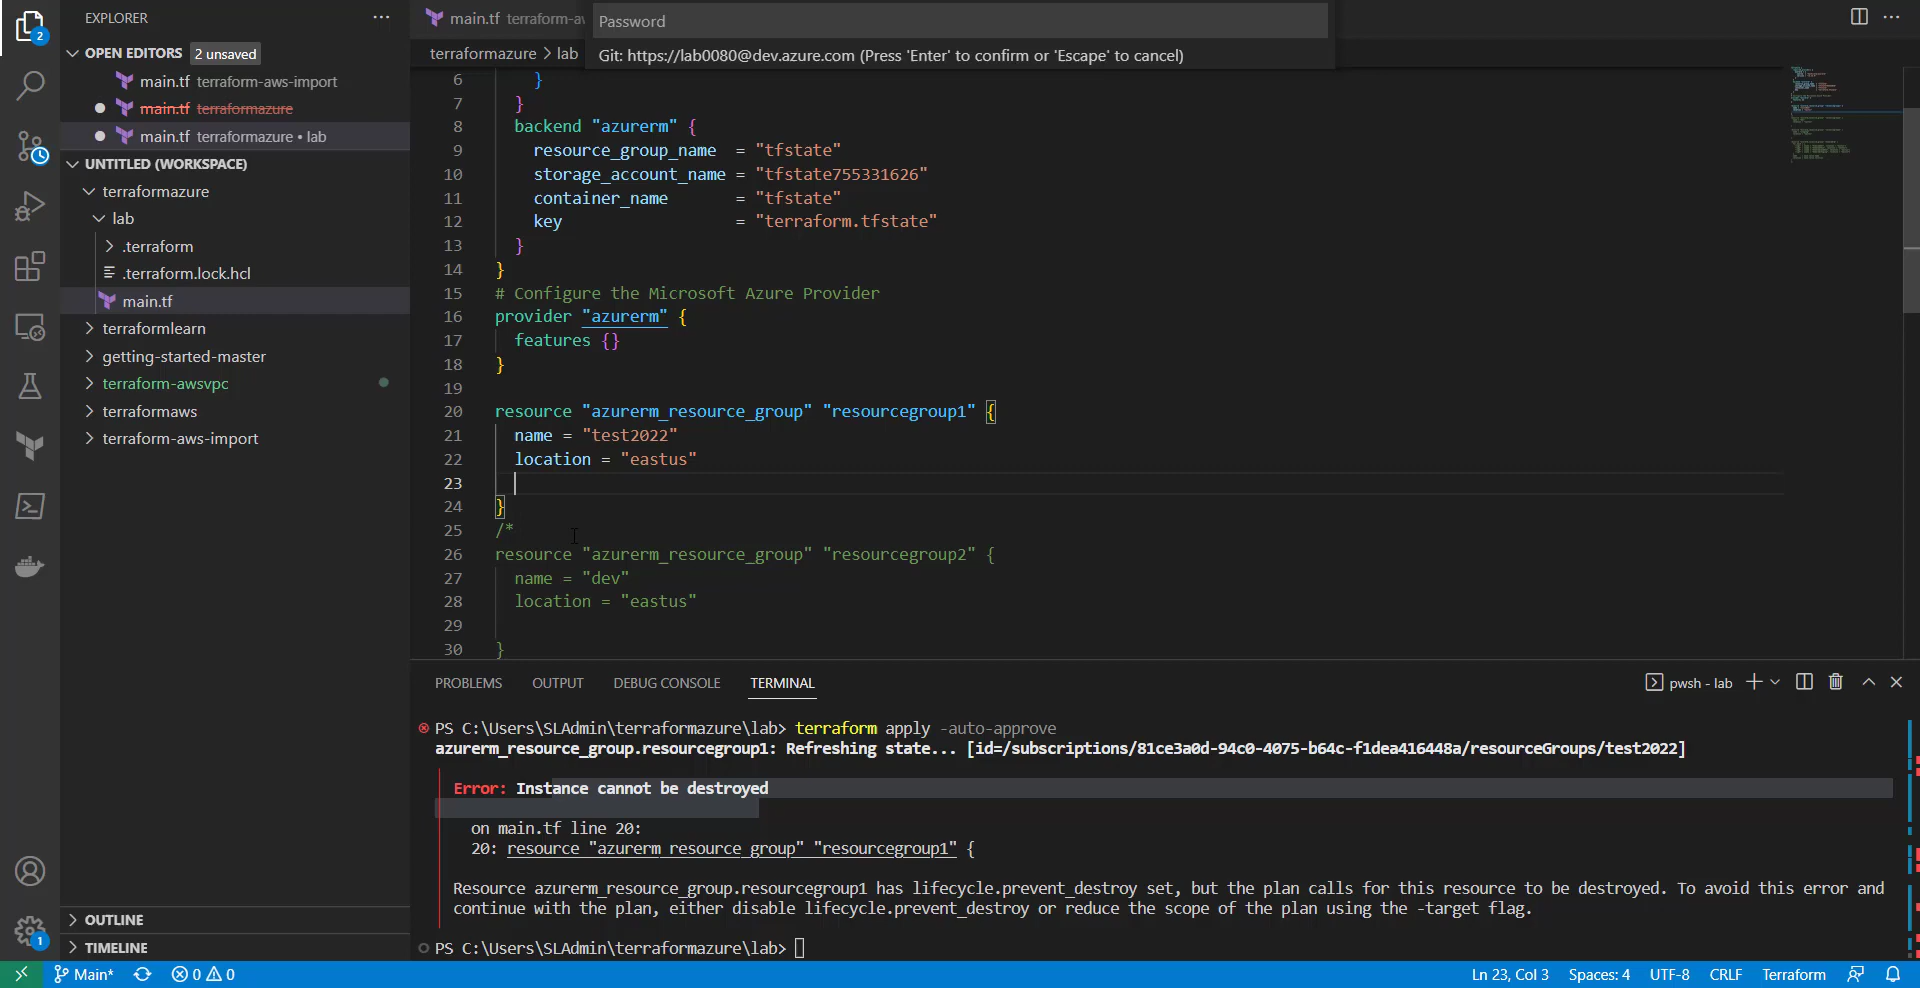 EXPLORER
2
OPEN EDITORS 2 unsaved
main.tf terraform-aws-import
main.tf terraformazure
main.tf terraformazure • lab
UNTITLED (WORKSPACE)
terraformazure
lab
.terraform
.terraform.lock.hcl
main.tf
terraformlearn
getting-started-master
terraform-awsvpc
terraformaws
terraform-aws-import
OUTLINE
1
TIMELINE
main.tf terraform-aw
Password
Git: https://lab0080@dev.azure.com (Press 'Enter' to confirm or 'Escape' to cancel)
terraformazure > lab
6 }
7 }
8 backend "azurerm" {
9 resource_group_name = "tfstate"
10 storage_account_name = "tfstate755331626"
11 container_name = "tfstate"
12 key = "terraform.tfstate"
13 }
14 }
15 # Configure the Microsoft Azure Provider
16 provider "azurerm" {
17 features {}
18 }
19
20 resource "azurerm_resource_group" "resourcegroup1" {
21 name = "test2022"
22 location = "eastus"
23
24 }
25 /*
26 resource "azurerm_resource_group" "resourcegroup2" {
27 name = "dev"
28 location = "eastus"
29
30 }
PROBLEMS OUTPUT DEBUG CONSOLE TERMINAL pwsh - lab
PS C:\Users\SLAdmin\terraformazure\lab> terraform apply -auto-approve
azurerm_resource_group.resourcegroup1: Refreshing state... [id=/subscriptions/81ce3a0d-94c0-4075-b64c-f1dea416448a/resourceGroups/test2022]
Error: Instance cannot be destroyed
on main.tf line 20:
20: resource "azurerm_resource_group" "resourcegroup1" {
Resource azurerm_resource_group.resourcegroup1 has lifecycle.prevent_destroy set, but the plan calls for this resource to be destroyed. To avoid this error and
continue with the plan, either disable lifecycle.prevent_destroy or reduce the scope of the plan using the -target flag.
PS C:\Users\SLAdmin\terraformazure\lab>
Main* 0 0 Ln 23, Col 3 Spaces: 4 UTF-8 CRLF Terraform